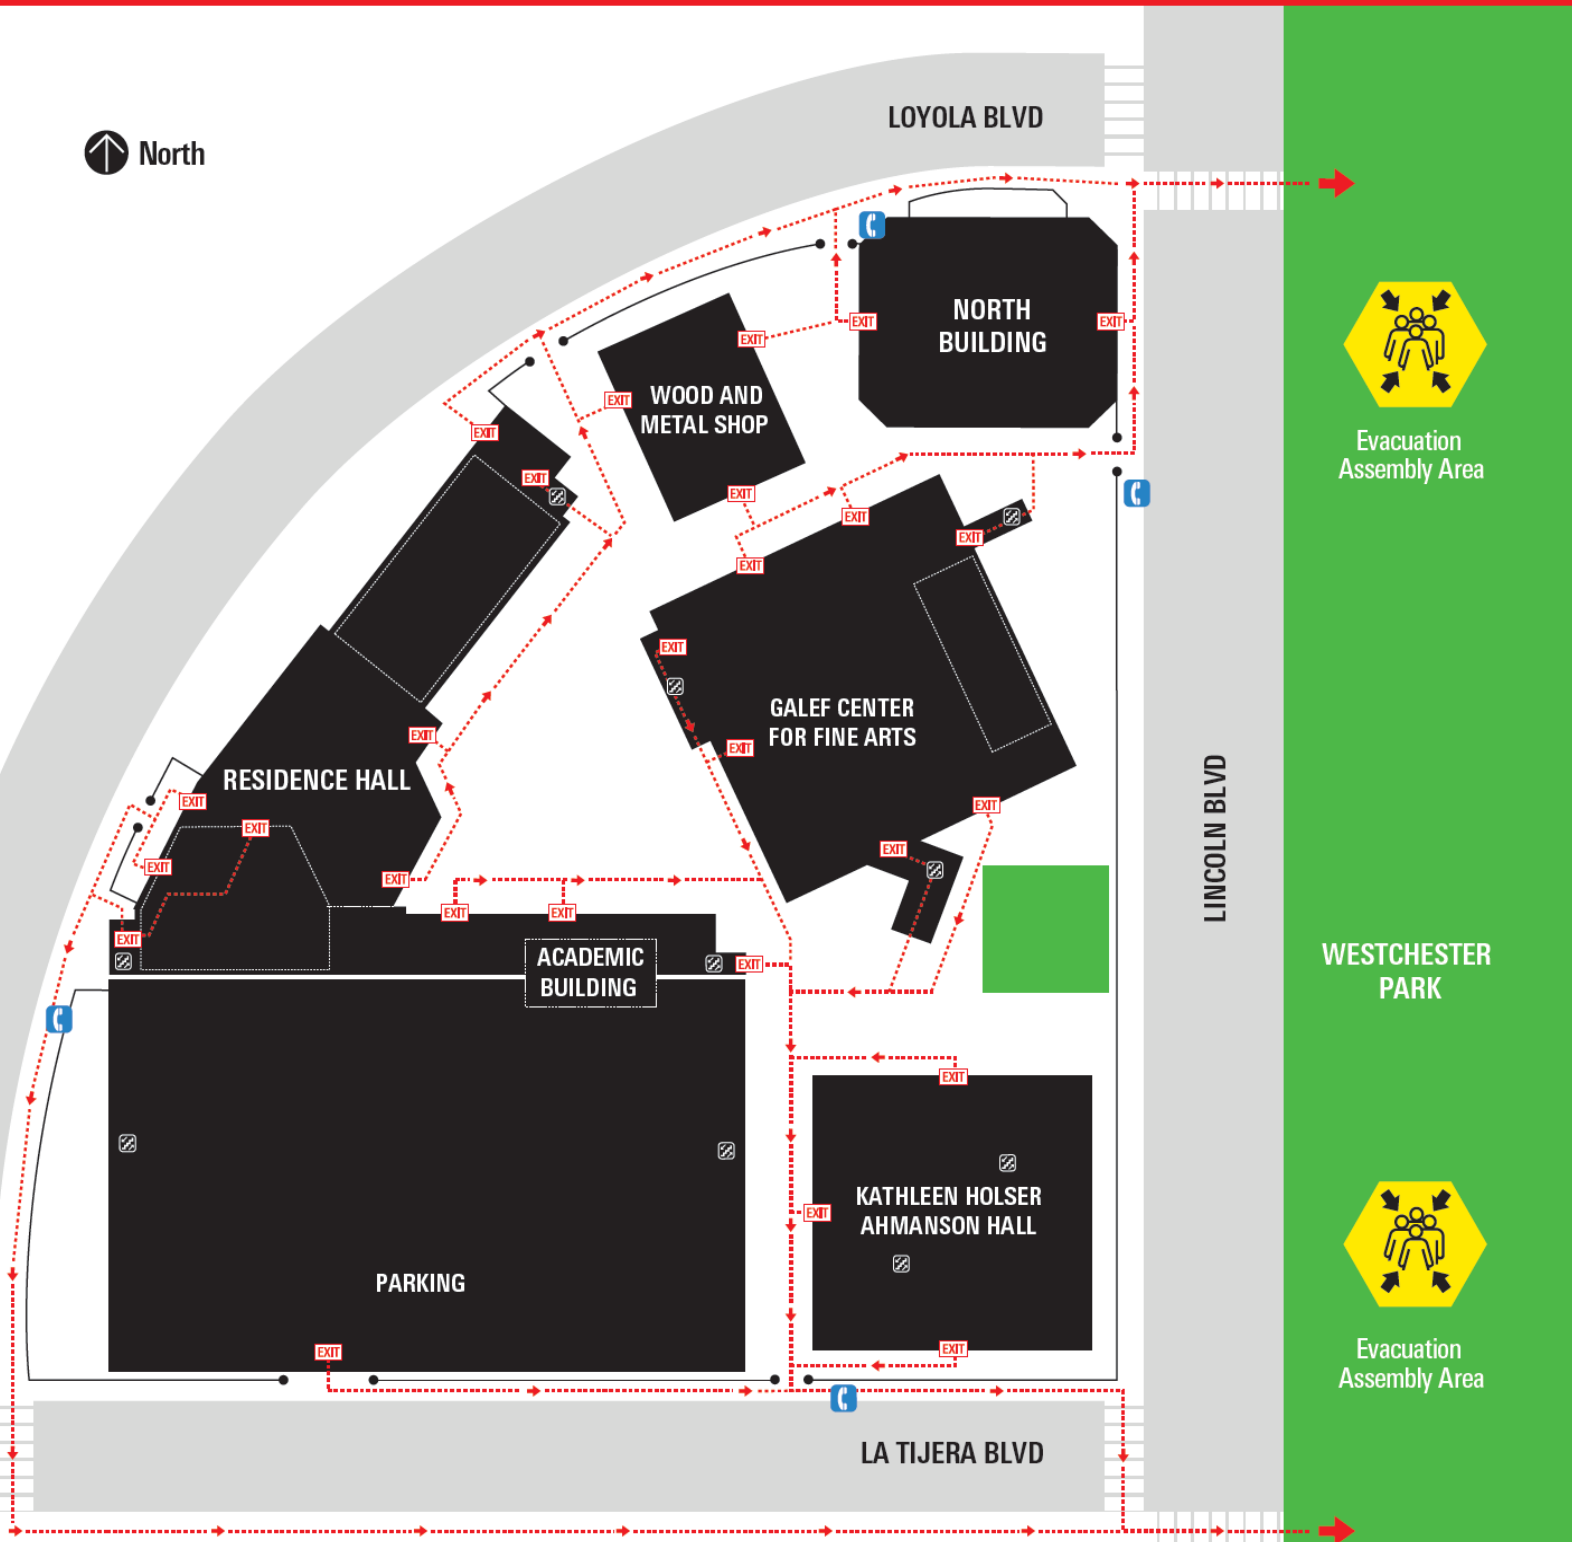 LOYOLA BLVD
North
NORTH
BUILDING
EXIT
EXIT
EXIT
WOOD AND
METAL SHOP
EXIT
EXIT
EXIT
Evacuation
Assembly Area
EXIT
EXIT
EXIT
EXIT
EXIT
EXIT
GALEF CENTER
FOR FINE ARTS
EXIT
EXIT
RESIDENCE HALL
EXIT
EXIT
EXIT
EXIT
EXIT
EXIT
LINCOLN BLVD
EXIT
EXIT
EXIT
ACADEMIC
BUILDING
EXIT
WESTCHESTER
PARK
EXIT
KATHLEEN HOLSER
AHMANSON HALL
EXIT
PARKING
EXIT
EXIT
Evacuation
Assembly Area
LA TIJERA BLVD